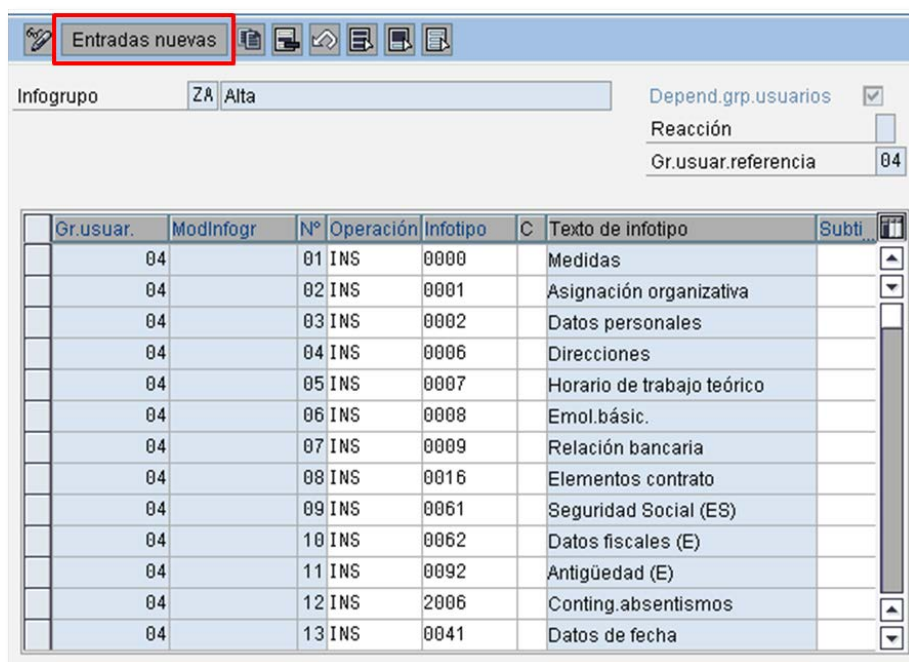 Entradas nuevas
Infogrupo ZA Alta Depend.grp.usuarios
Reacción
Gr.usuar.referencia 04
Gr.usuar. ModInfogr Nº Operación Infotipo C Texto de infotipo Subti...
04 01 INS 0000 Medidas
04 02 INS 0001 Asignación organizativa
04 03 INS 0002 Datos personales
04 04 INS 0006 Direcciones
04 05 INS 0007 Horario de trabajo teórico
04 06 INS 0008 Emol.básic.
04 07 INS 0009 Relación bancaria
04 08 INS 0016 Elementos contrato
04 09 INS 0061 Seguridad Social (ES)
04 10 INS 0062 Datos fiscales (E)
04 11 INS 0092 Antigüedad (E)
04 12 INS 2006 Conting.absentismos
04 13 INS 0041 Datos de fecha